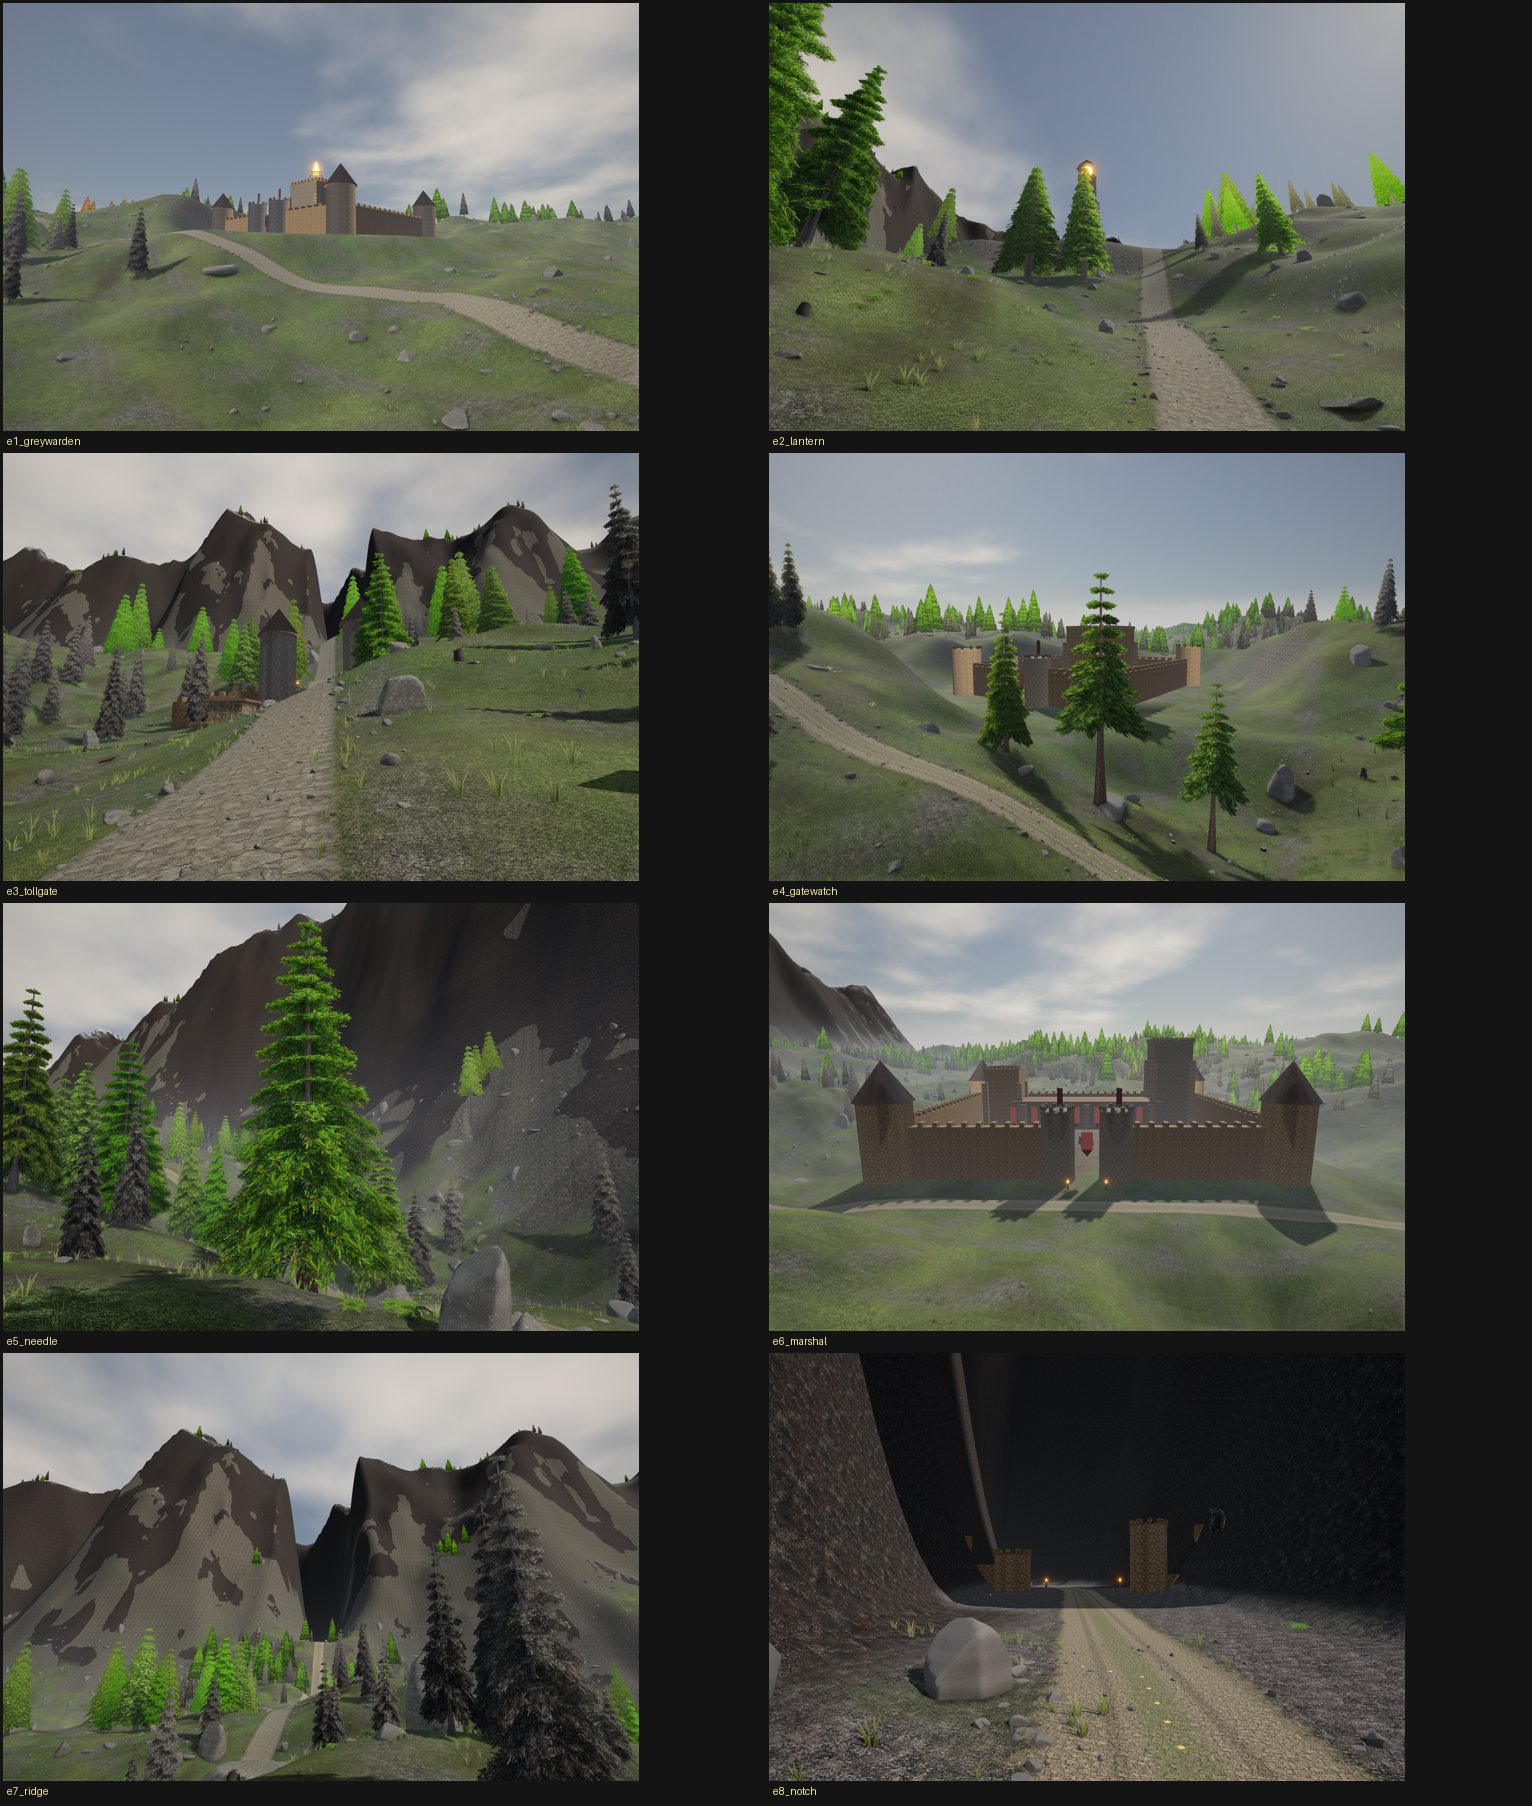 e1_greywarden
e2_lantern
e3_tollgate
e4_gatewatch
e5_needle
e6_marshal
e7_ridge
e8_notch